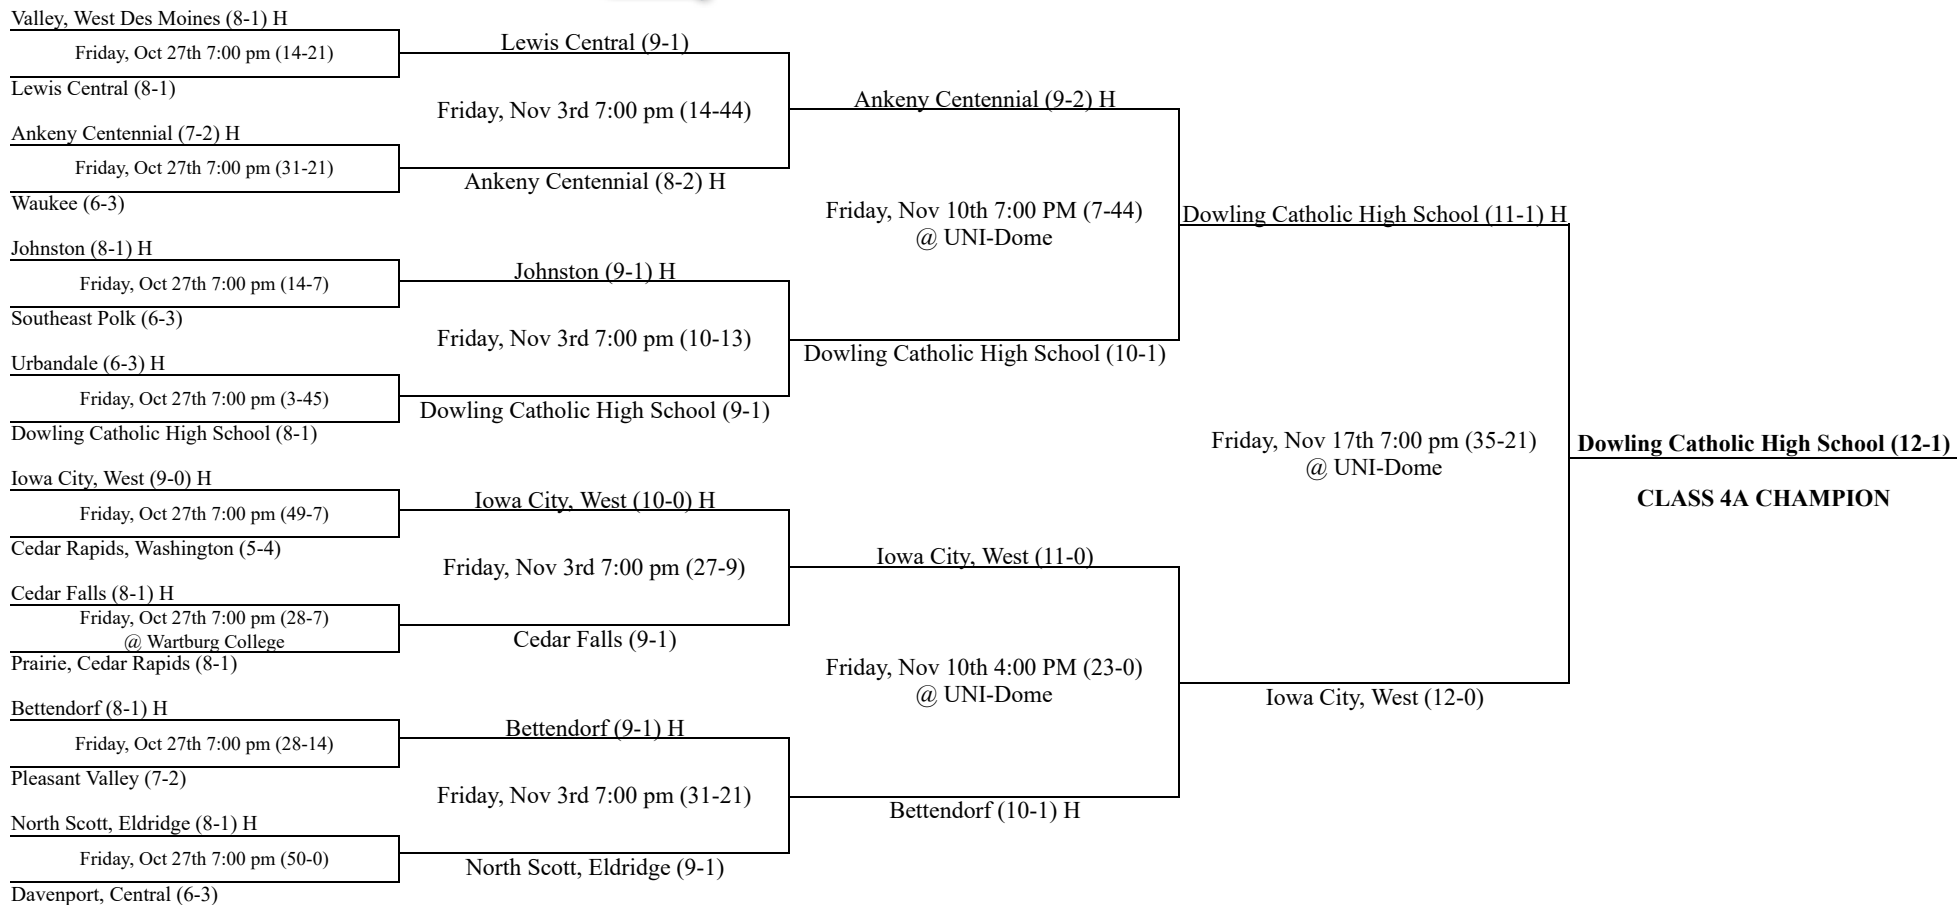 Valley, West Des Moines (8-1) H
Friday, Oct 27th 7:00 pm (14-21)
Lewis Central (8-1)
Ankeny Centennial (7-2) H
Friday, Oct 27th 7:00 pm (31-21)
Waukee (6-3)
Johnston (8-1) H
Friday, Oct 27th 7:00 pm (14-7)
Southeast Polk (6-3)
Urbandale (6-3) H
Friday, Oct 27th 7:00 pm (3-45)
Dowling Catholic High School (8-1)
Iowa City, West (9-0) H
Friday, Oct 27th 7:00 pm (49-7)
Cedar Rapids, Washington (5-4)
Cedar Falls (8-1) H
Friday, Oct 27th 7:00 pm (28-7)
@ Wartburg College
Prairie, Cedar Rapids (8-1)
Bettendorf (8-1) H
Friday, Oct 27th 7:00 pm (28-14)
Pleasant Valley (7-2)
North Scott, Eldridge (8-1) H
Friday, Oct 27th 7:00 pm (50-0)
Davenport, Central (6-3)
Lewis Central (9-1)
Friday, Nov 3rd 7:00 pm (14-44)
Ankeny Centennial (8-2) H
Johnston (9-1) H
Friday, Nov 3rd 7:00 pm (10-13)
Dowling Catholic High School (9-1)
Iowa City, West (10-0) H
Friday, Nov 3rd 7:00 pm (27-9)
Cedar Falls (9-1)
Bettendorf (9-1) H
Friday, Nov 3rd 7:00 pm (31-21)
North Scott, Eldridge (9-1)
Ankeny Centennial (9-2) H
Friday, Nov 10th 7:00 PM (7-44)
@ UNI-Dome
Dowling Catholic High School (10-1)
Iowa City, West (11-0)
Friday, Nov 10th 4:00 PM (23-0)
@ UNI-Dome
Bettendorf (10-1) H
Dowling Catholic High School (11-1) H
Friday, Nov 17th 7:00 pm (35-21)
@ UNI-Dome
Iowa City, West (12-0)
Dowling Catholic High School (12-1)
CLASS 4A CHAMPION